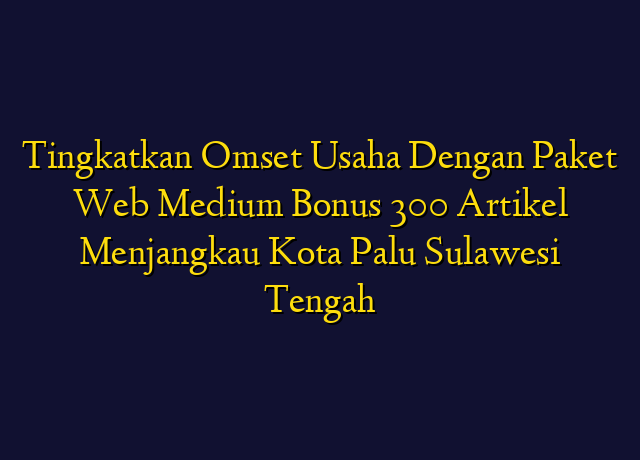 Tingkatkan Omset Usaha Dengan Paket
Web Medium Bonus 300 Artikel
Menjangkau Kota Palu Sulawesi
Tengah